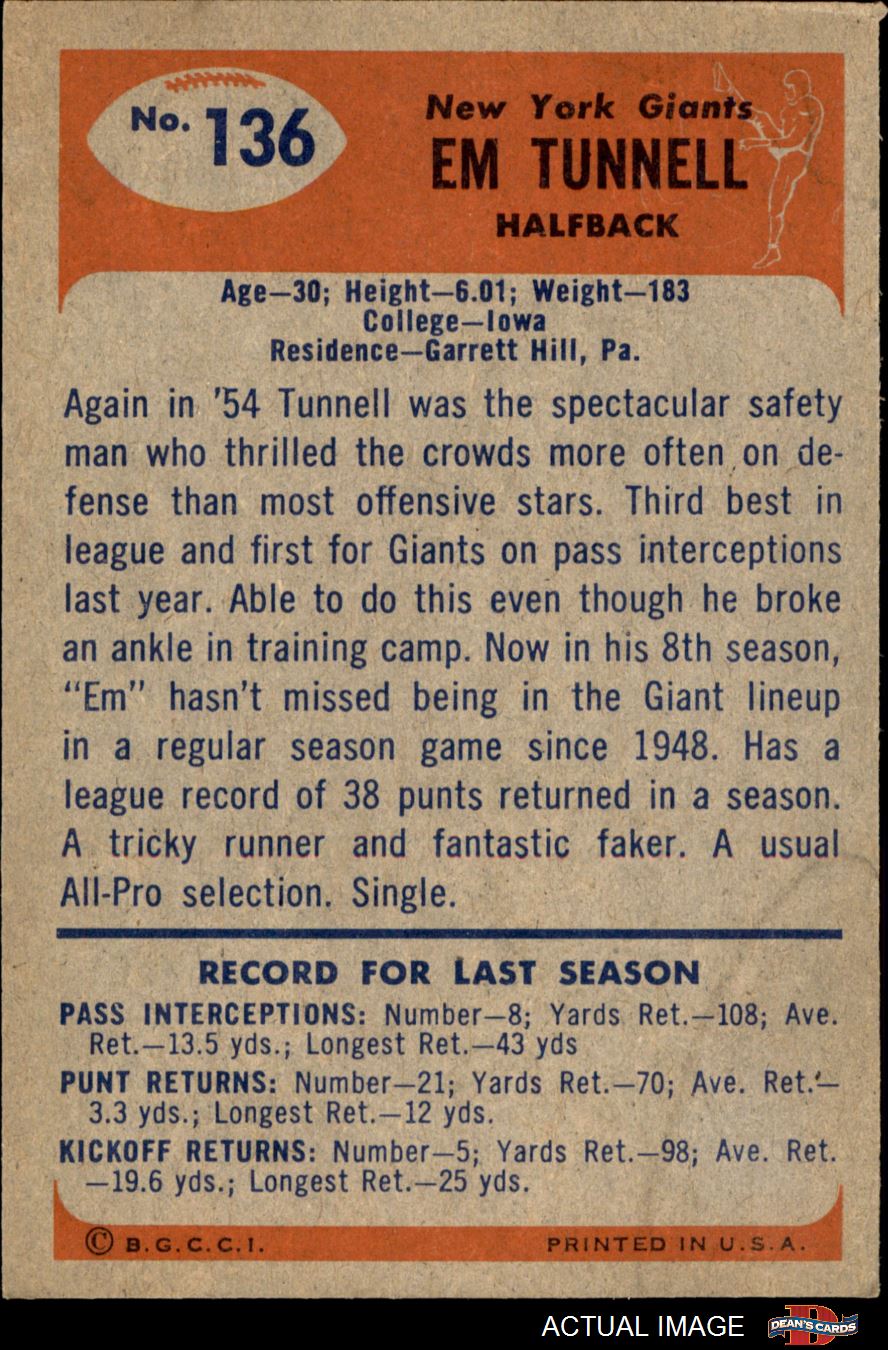 No. 136
New York Giants
EM TUNNELL
HALFBACK
Age—30; Height—6.01; Weight—183
College—Iowa
Residence—Garrett Hill, Pa.
Again in '54 Tunnell was the spectacular safety
man who thrilled the crowds more often on de-
fense than most offensive stars. Third best in
league and first for Giants on pass interceptions
last year. Able to do this even though he broke
an ankle in training camp. Now in his 8th season,
"Em" hasn't missed being in the Giant lineup
in a regular season game since 1948. Has a
league record of 38 punts returned in a season.
A tricky runner and fantastic faker. A usual
All-Pro selection. Single.
RECORD FOR LAST SEASON
PASS INTERCEPTIONS: Number—8; Yards Ret.—108; Ave.
Ret.—13.5 yds.; Longest Ret.—43 yds
PUNT RETURNS: Number—21; Yards Ret.—70; Ave. Ret.—
3.3 yds.; Longest Ret.—12 yds.
KICKOFF RETURNS: Number—5; Yards Ret.—98; Ave. Ret.
—19.6 yds.; Longest Ret.—25 yds.
© B.G.C.C.I. PRINTED IN U.S.A.
ACTUAL IMAGE D DEAN'S CARDS